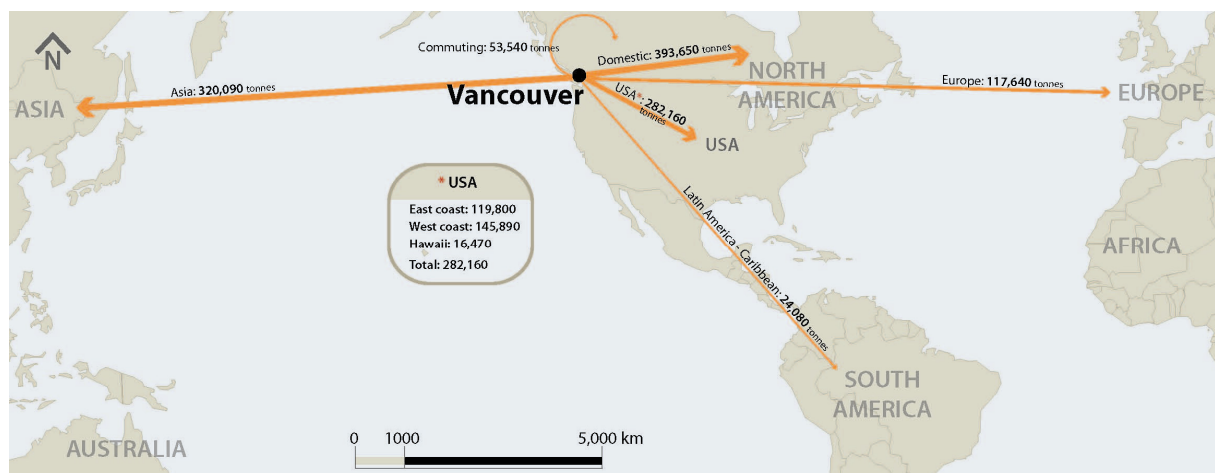 N
Commuting: 53,540 tonnes
Domestic: 393,650 tonnes
NORTH
AMERICA
Europe: 117,640 tonnes
EUROPE
ASIA
Asia: 320,090 tonnes
Vancouver
USA*: 282,160
tonnes
USA
* USA
East coast: 119,800
West coast: 145,890
Hawaii: 16,470
Total: 282,160
Latin America - Caribbean: 24,080 tonnes
AFRICA
SOUTH
AMERICA
AUSTRALIA
0 1000 5,000 km